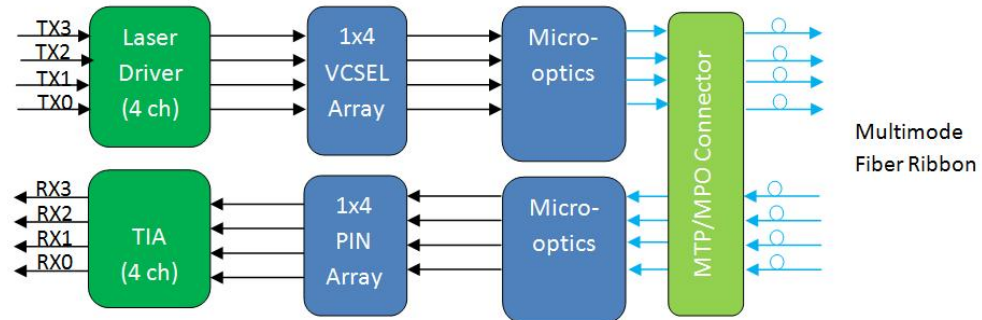 TX3
TX2
TX1
TX0
Laser
Driver
(4 ch)
1x4
VCSEL
Array
Micro-
optics
MTP/MPO Connector
Multimode
Fiber Ribbon
RX3
RX2
RX1
RX0
TIA
(4 ch)
1x4
PIN
Array
Micro-
optics